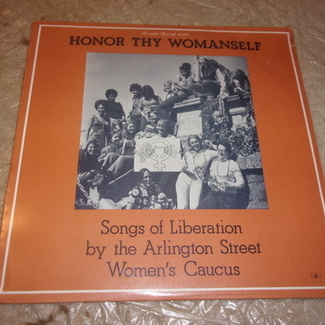 HONOR THY WOMANSELF
Songs of Liberation
by the Arlington Street
Women's Caucus